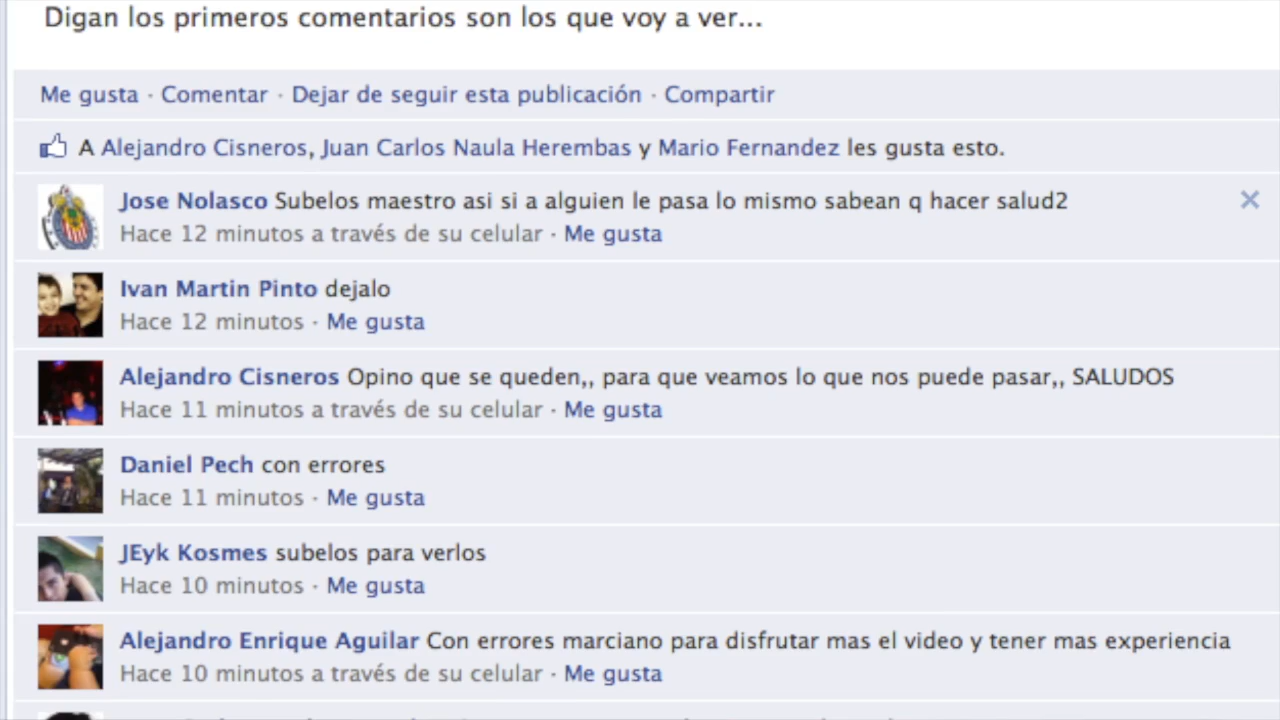 Digan los primeros comentarios son los que voy a ver...
Me gusta · Comentar · Dejar de seguir esta publicación · Compartir
A Alejandro Cisneros, Juan Carlos Naula Herembas y Mario Fernandez les gusta esto.
Jose Nolasco Subelos maestro asi si a alguien le pasa lo mismo sabean q hacer salud2
Hace 12 minutos a través de su celular · Me gusta
Ivan Martin Pinto dejalo
Hace 12 minutos · Me gusta
Alejandro Cisneros Opino que se queden,, para que veamos lo que nos puede pasar,, SALUDOS
Hace 11 minutos a través de su celular · Me gusta
Daniel Pech con errores
Hace 11 minutos · Me gusta
JEyk Kosmes subelos para verlos
Hace 10 minutos · Me gusta
Alejandro Enrique Aguilar Con errores marciano para disfrutar mas el video y tener mas experiencia
Hace 10 minutos a través de su celular · Me gusta